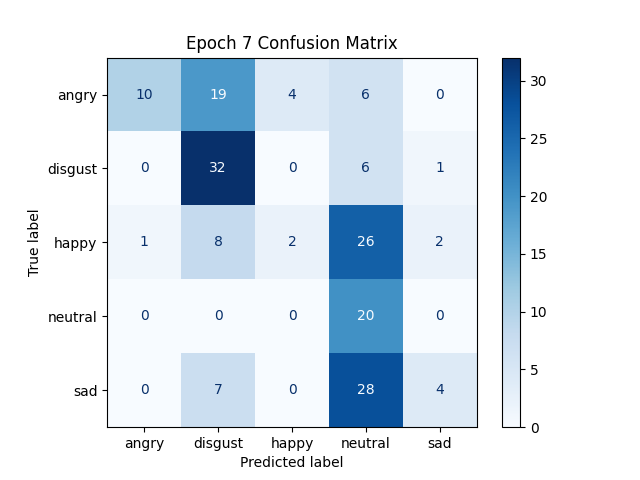 Epoch 7 Confusion Matrix
True label
angry 10 19 4 6 0
disgust 0 32 0 6 1
happy 1 8 2 26 2
neutral 0 0 0 20 0
sad 0 7 0 28 4
angry disgust happy neutral sad
Predicted label
30
25
20
15
10
5
0